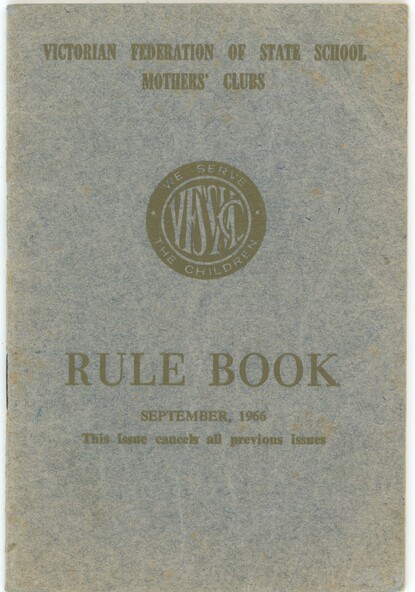 VICTORIAN FEDERATION OF STATE SCHOOL
MOTHERS' CLUBS
WE SERVE
VFSSMC
THE CHILDREN
RULE BOOK
SEPTEMBER, 1966
This issue cancels all previous issues